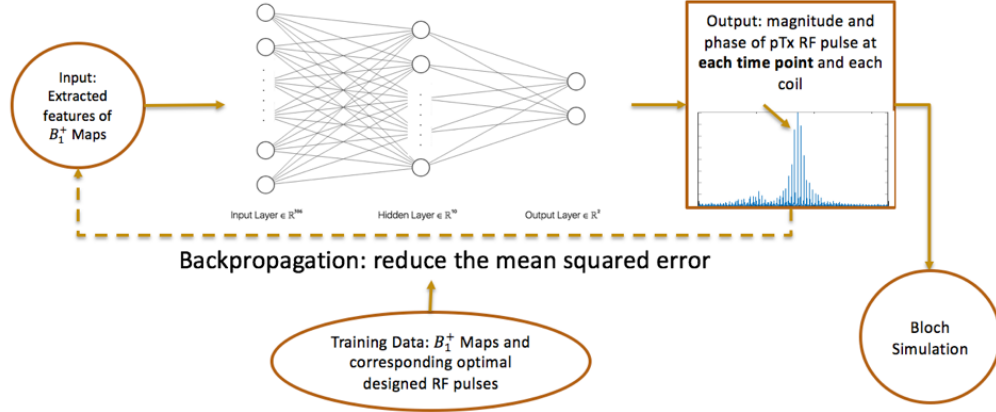 Input:
Extracted
features of
B₁⁺ Maps
Output: magnitude and
phase of pTx RF pulse at
each time point and each
coil
Input Layer ∈ ℝ
Hidden Layer ∈ ℝ¹⁰
Output Layer ∈ ℝ²
Backpropagation: reduce the mean squared error
Training Data: B₁⁺ Maps and
corresponding optimal
designed RF pulses
Bloch
Simulation